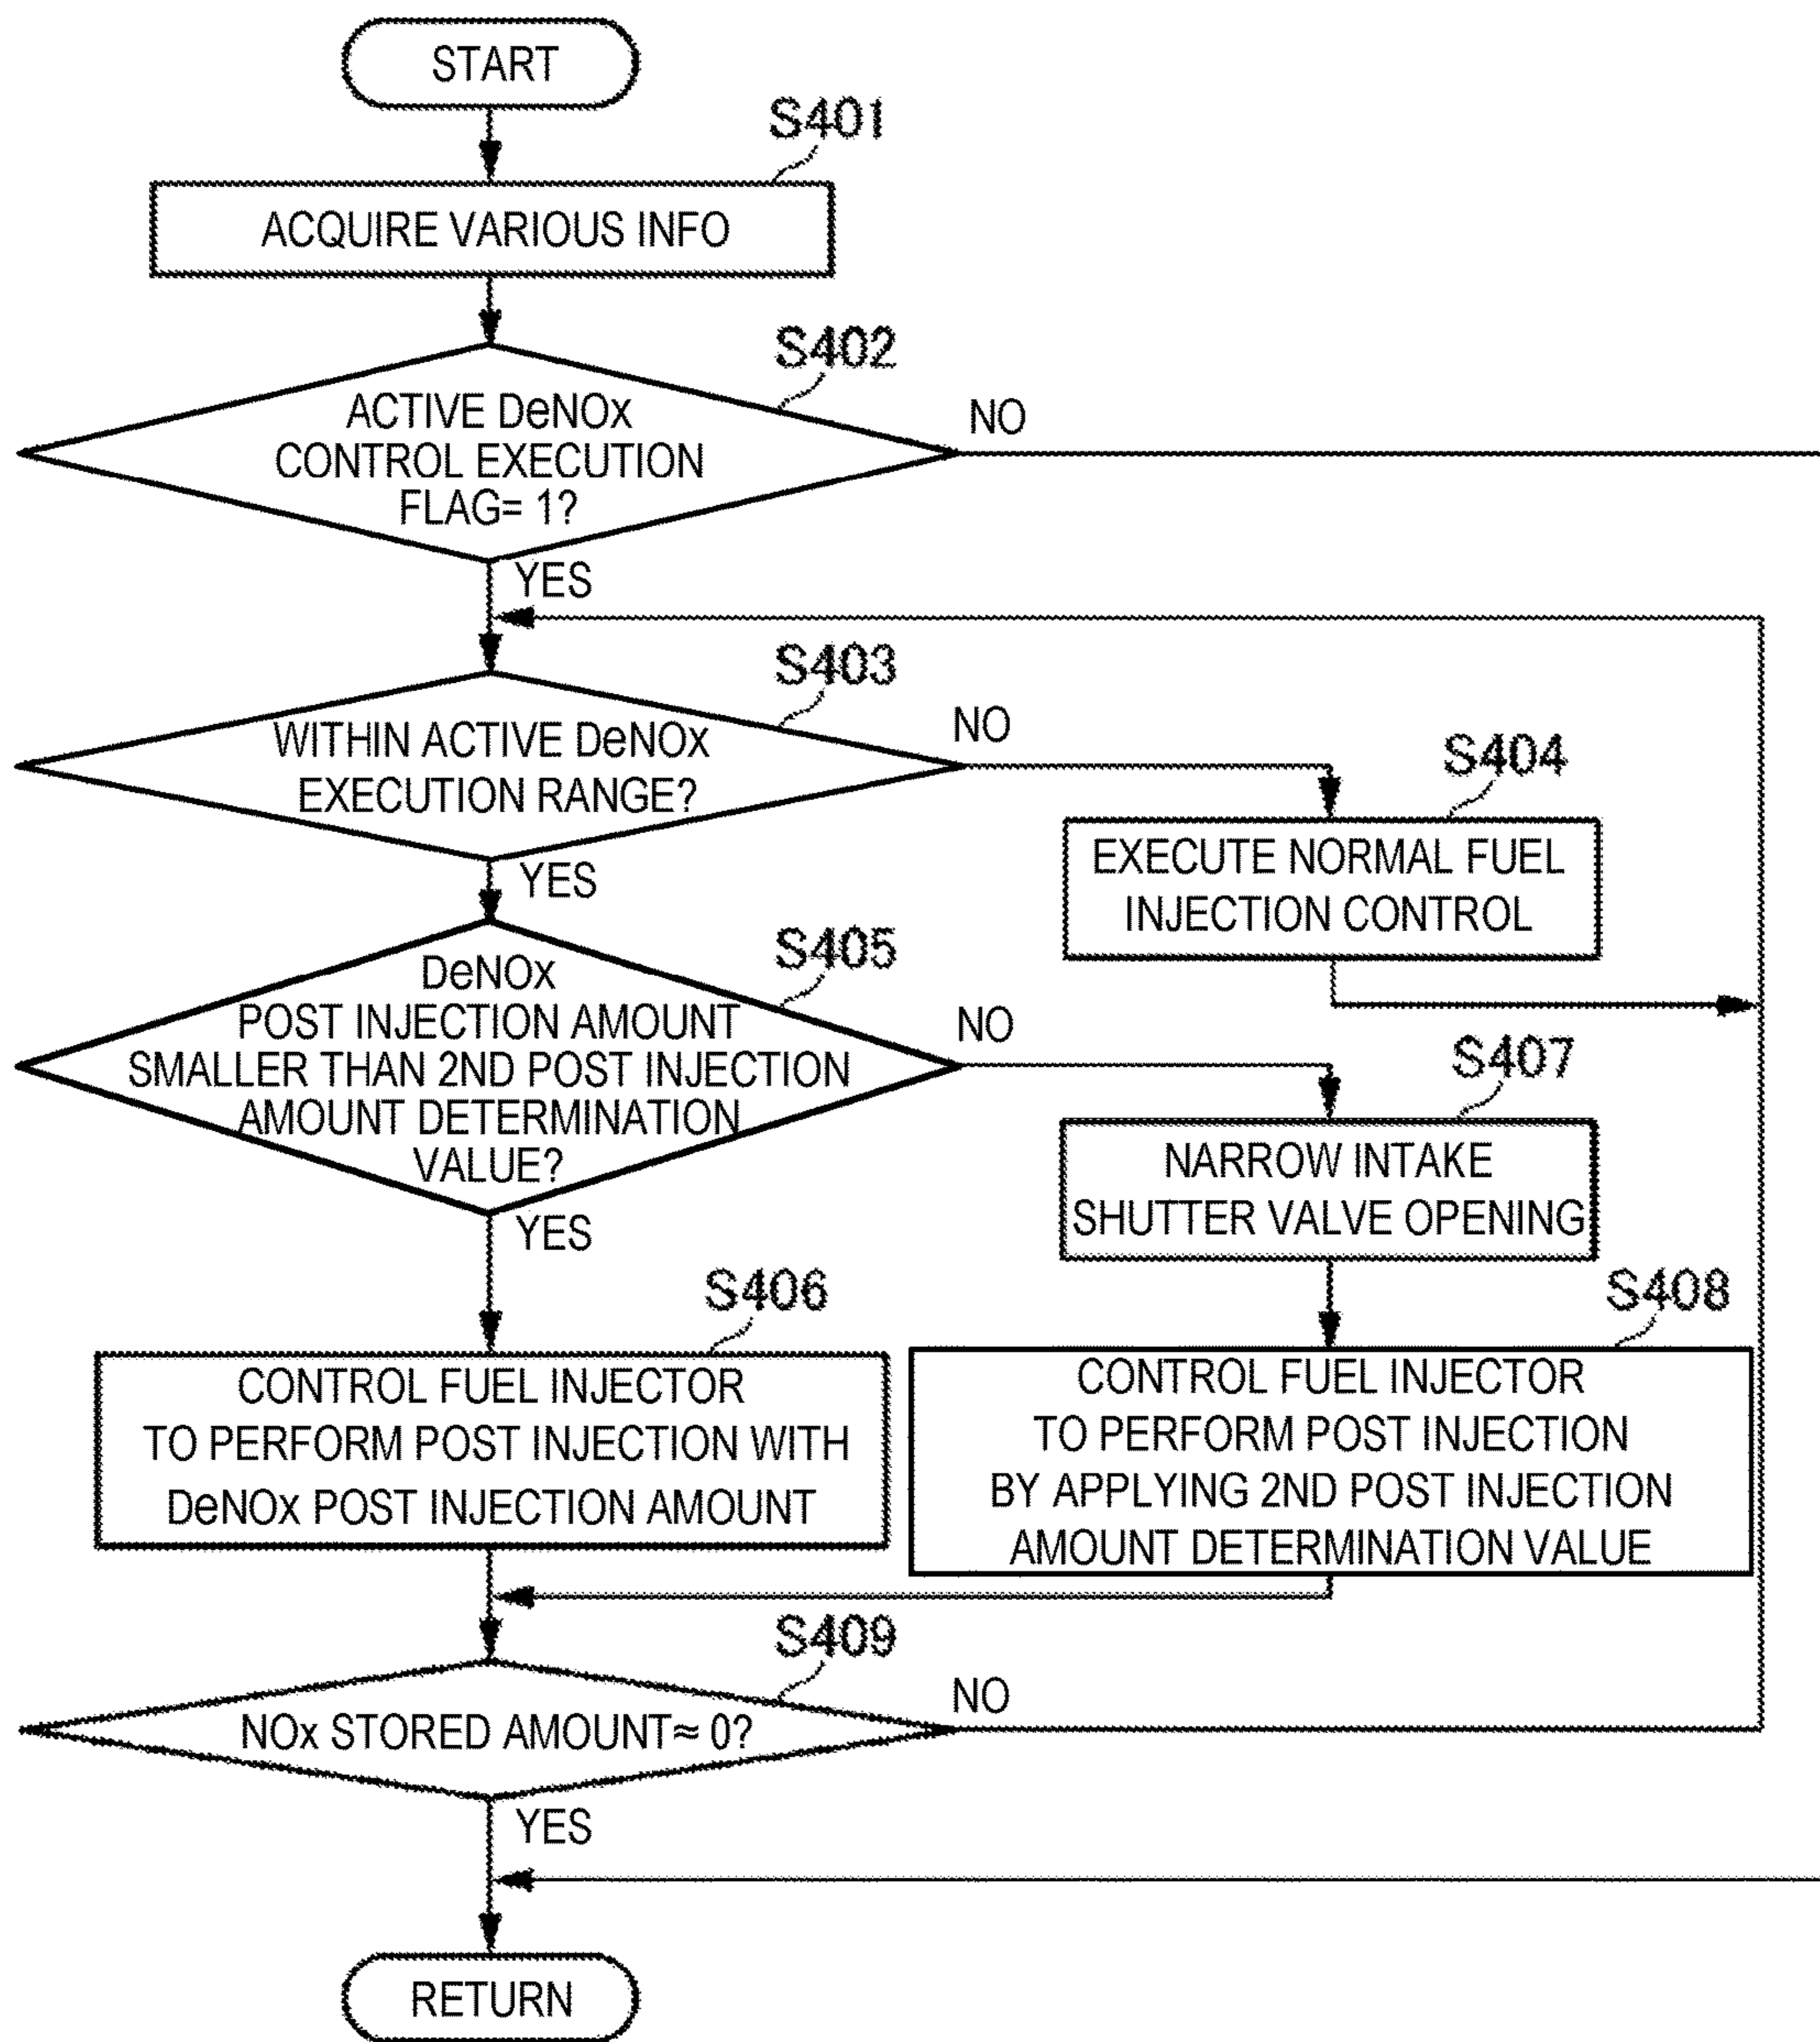 START
S401
ACQUIRE VARIOUS INFO
S402
ACTIVE DeNOx
CONTROL EXECUTION
FLAG= 1?
NO
YES
S403
WITHIN ACTIVE DeNOx
EXECUTION RANGE?
NO
YES
S404
EXECUTE NORMAL FUEL
INJECTION CONTROL
S405
DeNOx
POST INJECTION AMOUNT
SMALLER THAN 2ND POST INJECTION
AMOUNT DETERMINATION
VALUE?
NO
YES
S407
NARROW INTAKE
SHUTTER VALVE OPENING
S406
CONTROL FUEL INJECTOR
TO PERFORM POST INJECTION WITH
DeNOx POST INJECTION AMOUNT
S408
CONTROL FUEL INJECTOR
TO PERFORM POST INJECTION
BY APPLYING 2ND POST INJECTION
AMOUNT DETERMINATION VALUE
S409
NOx STORED AMOUNT≈ 0?
NO
YES
RETURN